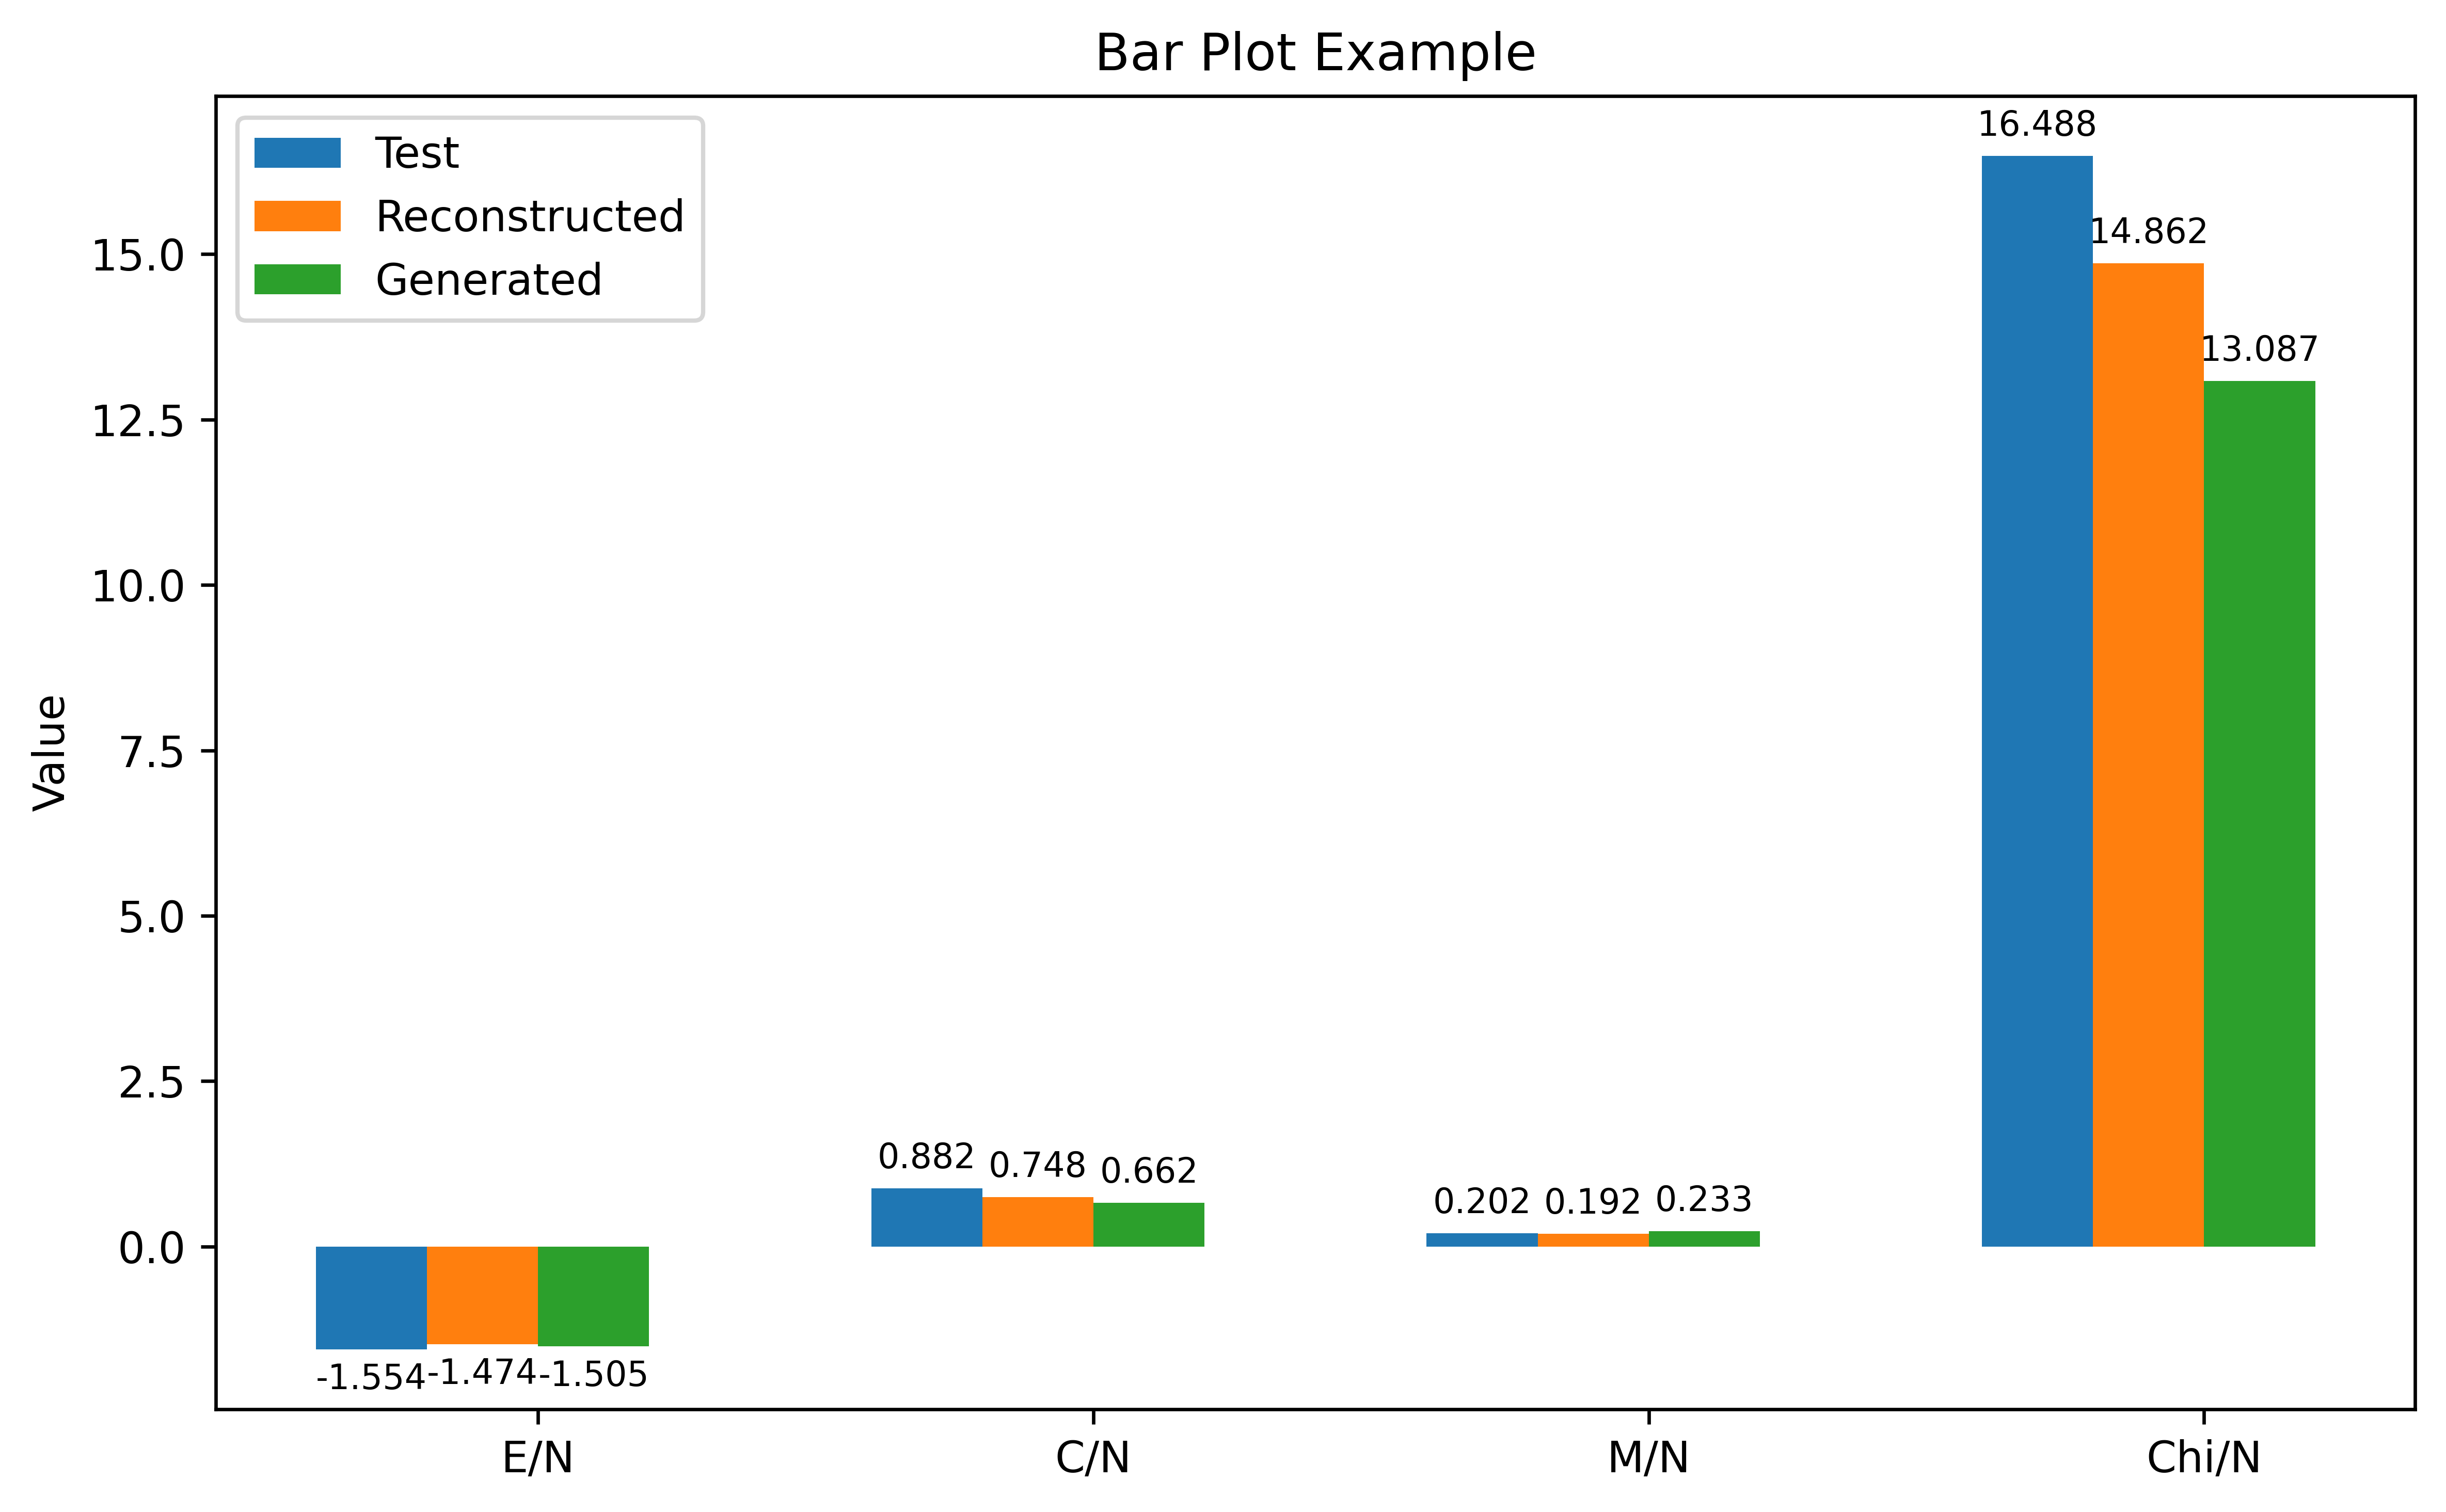 Bar Plot Example
Test
Reconstructed
Generated
Value
15.0
12.5
10.0
7.5
5.0
2.5
0.0
16.488
14.862
13.087
0.882
0.748
0.662
0.202
0.192
0.233
-1.554
-1.474
-1.505
E/N
C/N
M/N
Chi/N